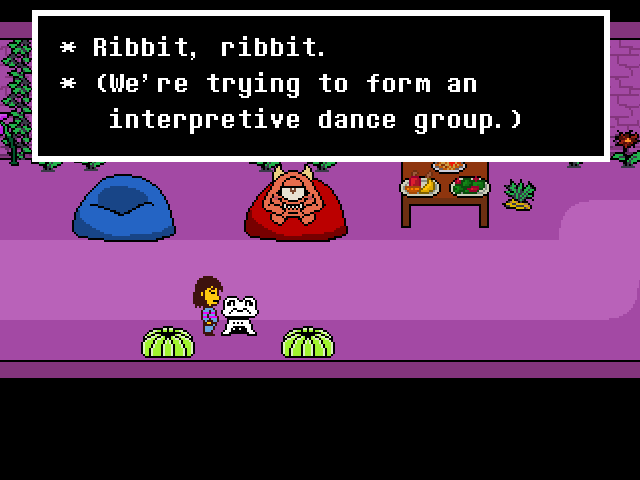 * Ribbit, ribbit.
* (We're trying to form an
interpretive dance group.)